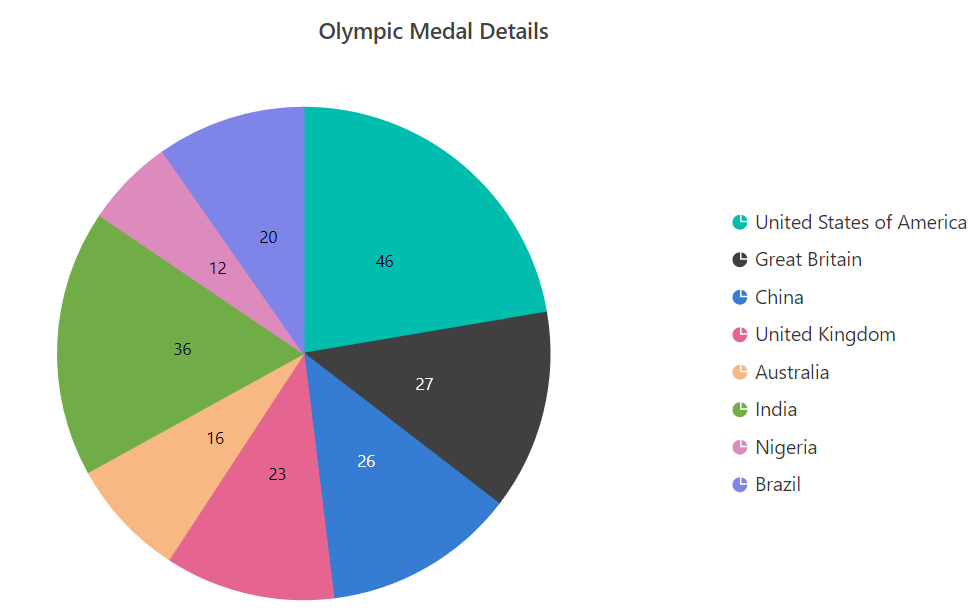 Olympic Medal Details
20
46
12
36
27
16
26
23
United States of America
Great Britain
China
United Kingdom
Australia
India
Nigeria
Brazil